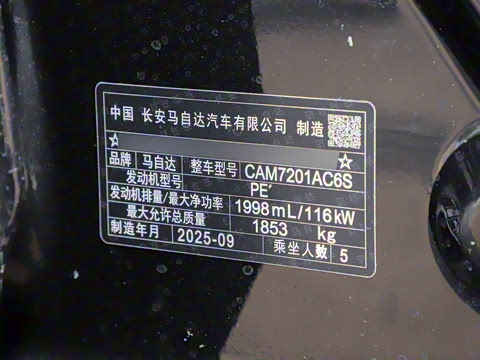 中国 长安马自达汽车有限公司 制造
☆ ☆
品牌 马自达 整车型号 CAM7201AC6S
发动机型号 PE′
发动机排量/最大净功率 1998mL/116kW
最大允许总质量 1853 kg
制造年月 2025-09 乘坐人数 5